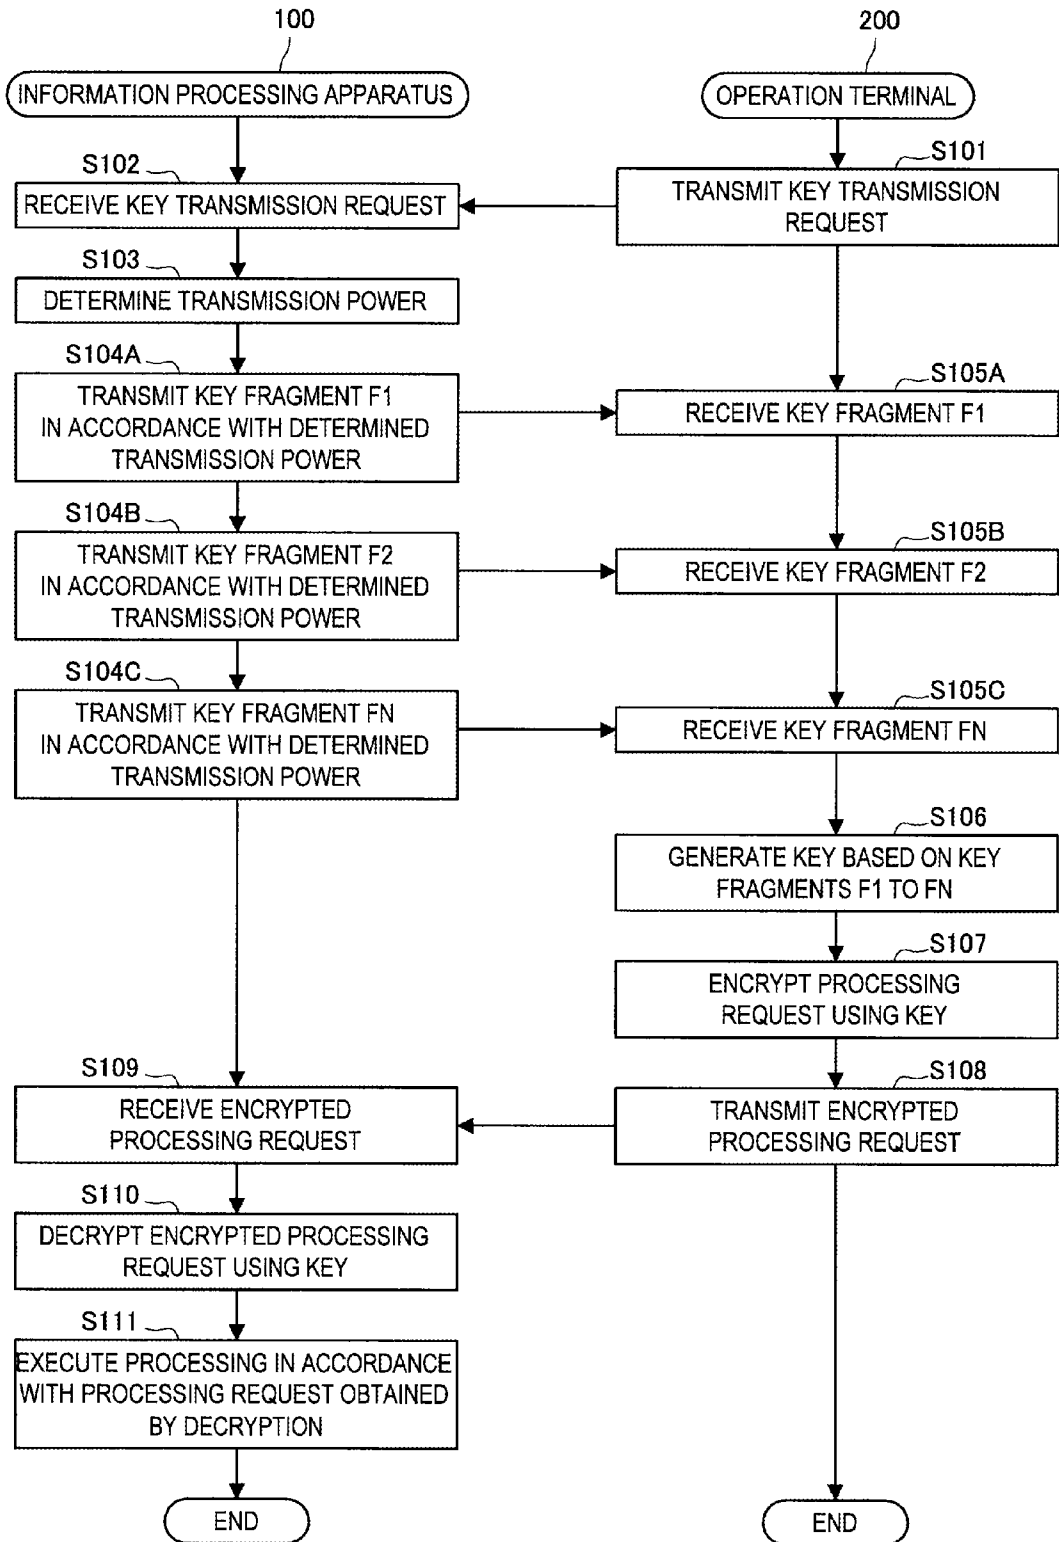 100
200
INFORMATION PROCESSING APPARATUS
OPERATION TERMINAL
S101
TRANSMIT KEY TRANSMISSION
REQUEST
S102
RECEIVE KEY TRANSMISSION REQUEST
S103
DETERMINE TRANSMISSION POWER
S104A
TRANSMIT KEY FRAGMENT F1
IN ACCORDANCE WITH DETERMINED
TRANSMISSION POWER
S105A
RECEIVE KEY FRAGMENT F1
S104B
TRANSMIT KEY FRAGMENT F2
IN ACCORDANCE WITH DETERMINED
TRANSMISSION POWER
S105B
RECEIVE KEY FRAGMENT F2
S104C
TRANSMIT KEY FRAGMENT FN
IN ACCORDANCE WITH DETERMINED
TRANSMISSION POWER
S105C
RECEIVE KEY FRAGMENT FN
S106
GENERATE KEY BASED ON KEY
FRAGMENTS F1 TO FN
S107
ENCRYPT PROCESSING
REQUEST USING KEY
S108
TRANSMIT ENCRYPTED
PROCESSING REQUEST
S109
RECEIVE ENCRYPTED
PROCESSING REQUEST
S110
DECRYPT ENCRYPTED PROCESSING
REQUEST USING KEY
S111
EXECUTE PROCESSING IN ACCORDANCE
WITH PROCESSING REQUEST OBTAINED
BY DECRYPTION
END
END